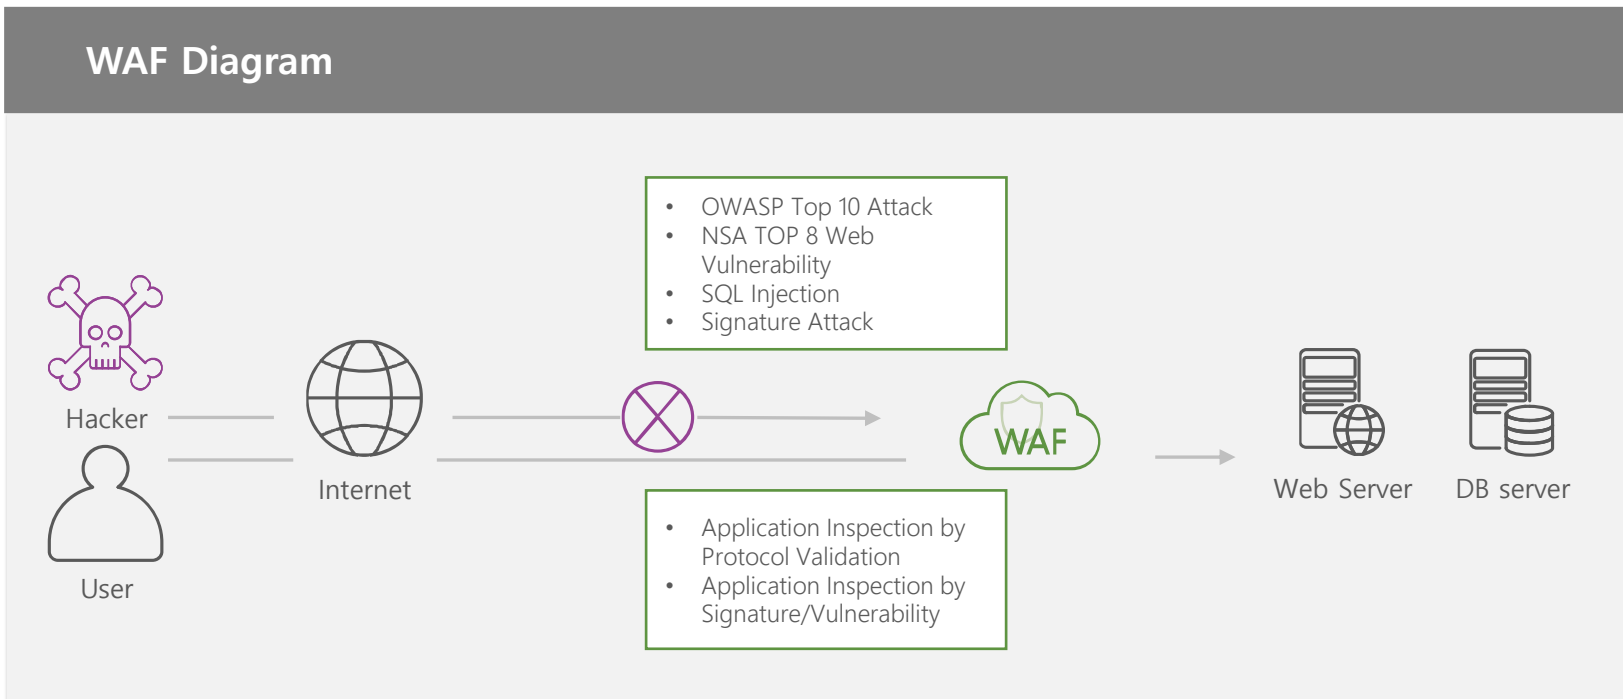 WAF Diagram
• OWASP Top 10 Attack
• NSA TOP 8 Web
Vulnerability
• SQL Injection
• Signature Attack
Hacker
Internet
WAF
Web Server
DB server
• Application Inspection by
Protocol Validation
• Application Inspection by
Signature/Vulnerability
User